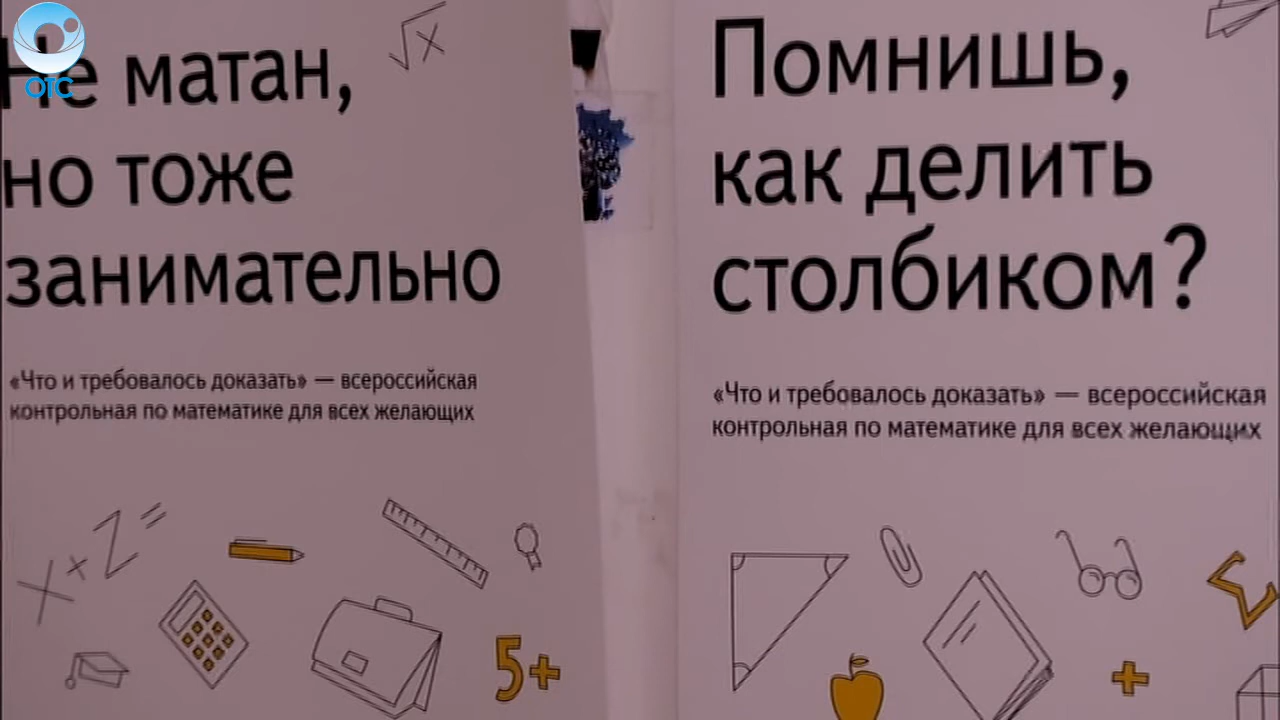 ОТС
Не матан,
но тоже
занимательно
«Что и требовалось доказать» — всероссийская
контрольная по математике для всех желающих
√x
x x Z =
5+
Помнишь,
как делить
столбиком?
«Что и требовалось доказать» — всероссийская
контрольная по математике для всех желающих
Σ
+